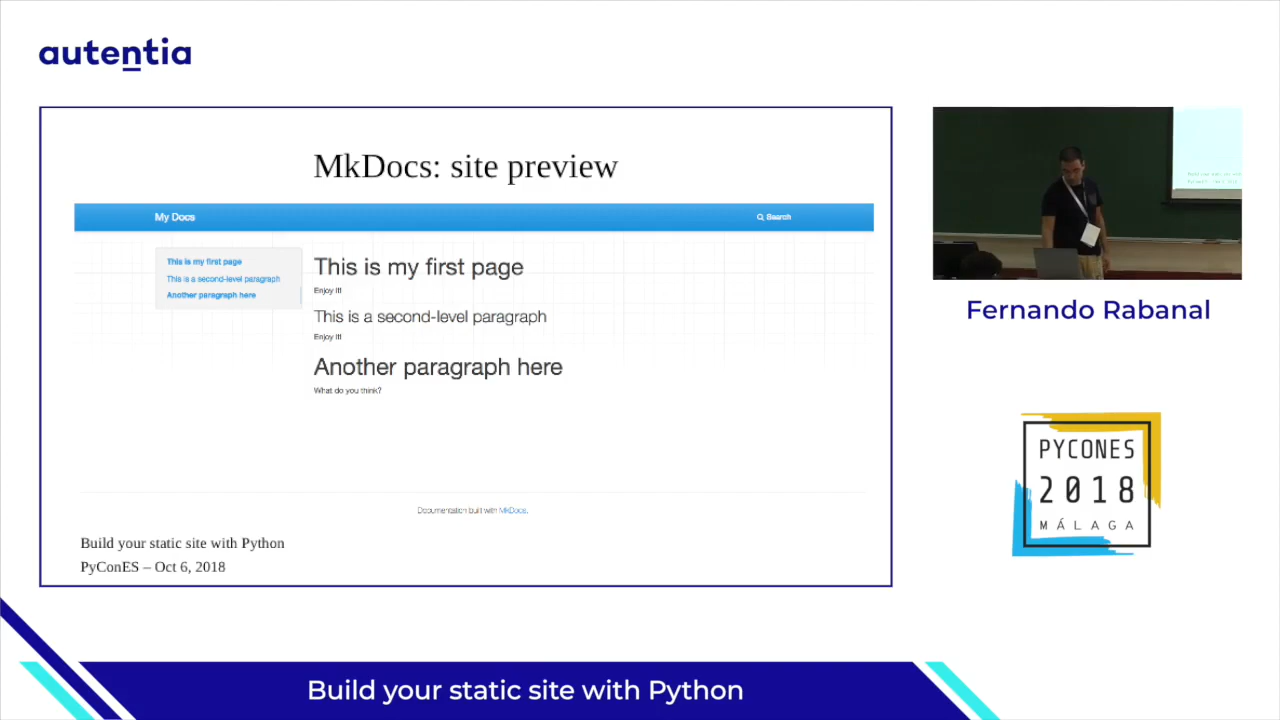 autentia
MkDocs: site preview
My Docs
Search
This is my first page
This is a second-level paragraph
Another paragraph here
This is my first page
Enjoy it!
This is a second-level paragraph
Enjoy it!
Another paragraph here
What do you think?
Documentation built with MkDocs.
Build your static site with Python
PyConES – Oct 6, 2018
Fernando Rabanal
PYCONES
2018
MÁLAGA
Build your static site with Python